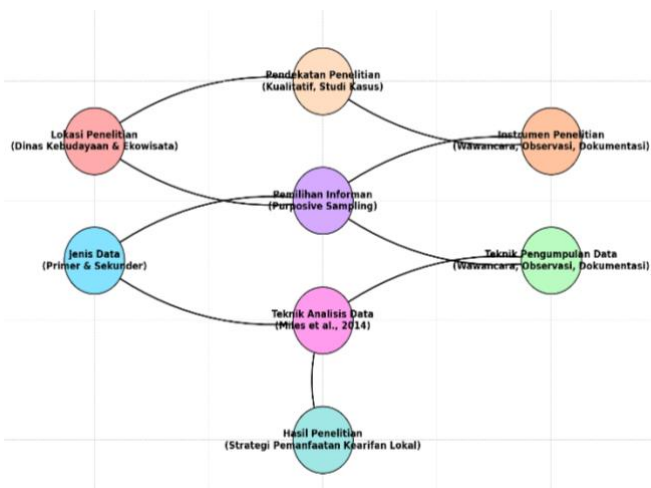 Pendekatan Penelitian
(Kualitatif, Studi Kasus)
Lokasi Penelitian
(Dinas Kebudayaan & Ekowisata)
Instrumen Penelitian
(Wawancara, Observasi, Dokumentasi)
Pemilihan Informan
(Purposive Sampling)
Jenis Data
(Primer & Sekunder)
Teknik Pengumpulan Data
(Wawancara, Observasi, Dokumentasi)
Teknik Analisis Data
(Miles et al., 2014)
Hasil Penelitian
(Strategi Pemanfaatan Kearifan Lokal)